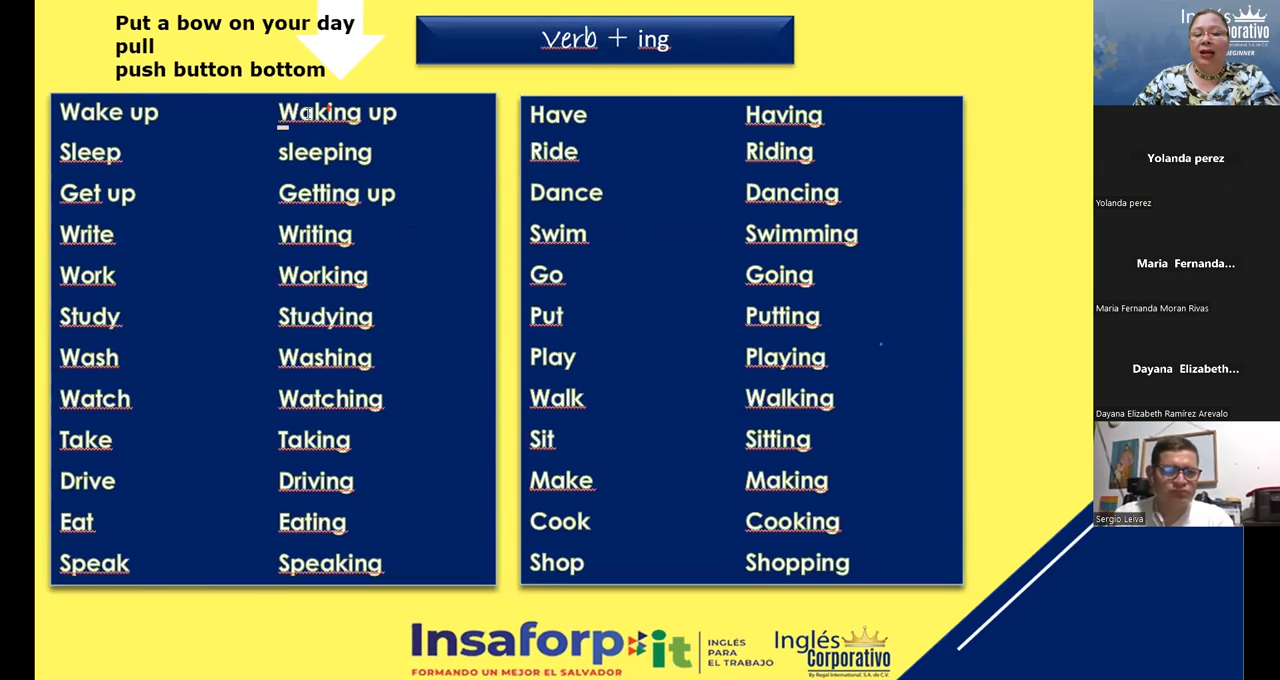 Put a bow on your day
pull
push button bottom
verb + ing
Wake up Waking up
Sleep sleeping
Get up Getting up
Write Writing
Work Working
Study Studying
Wash Washing
Watch Watching
Take Taking
Drive Driving
Eat Eating
Speak Speaking
Have Having
Ride Riding
Dance Dancing
Swim Swimming
Go Going
Put Putting
Play Playing
Walk Walking
Sit Sitting
Make Making
Cook Cooking
Shop Shopping
Insaforp it
FORMANDO UN MEJOR EL SALVADOR
INGLÉS
PARA
EL TRABAJO
Inglés
Corporativo
By Regal International, S.A. de C.V.
Yolanda perez
Yolanda perez
Maria Fernanda...
Maria Fernanda Moran Rivas
Dayana Elizabeth...
Dayana Elizabeth Ramírez Arevalo
Sergio Leiva